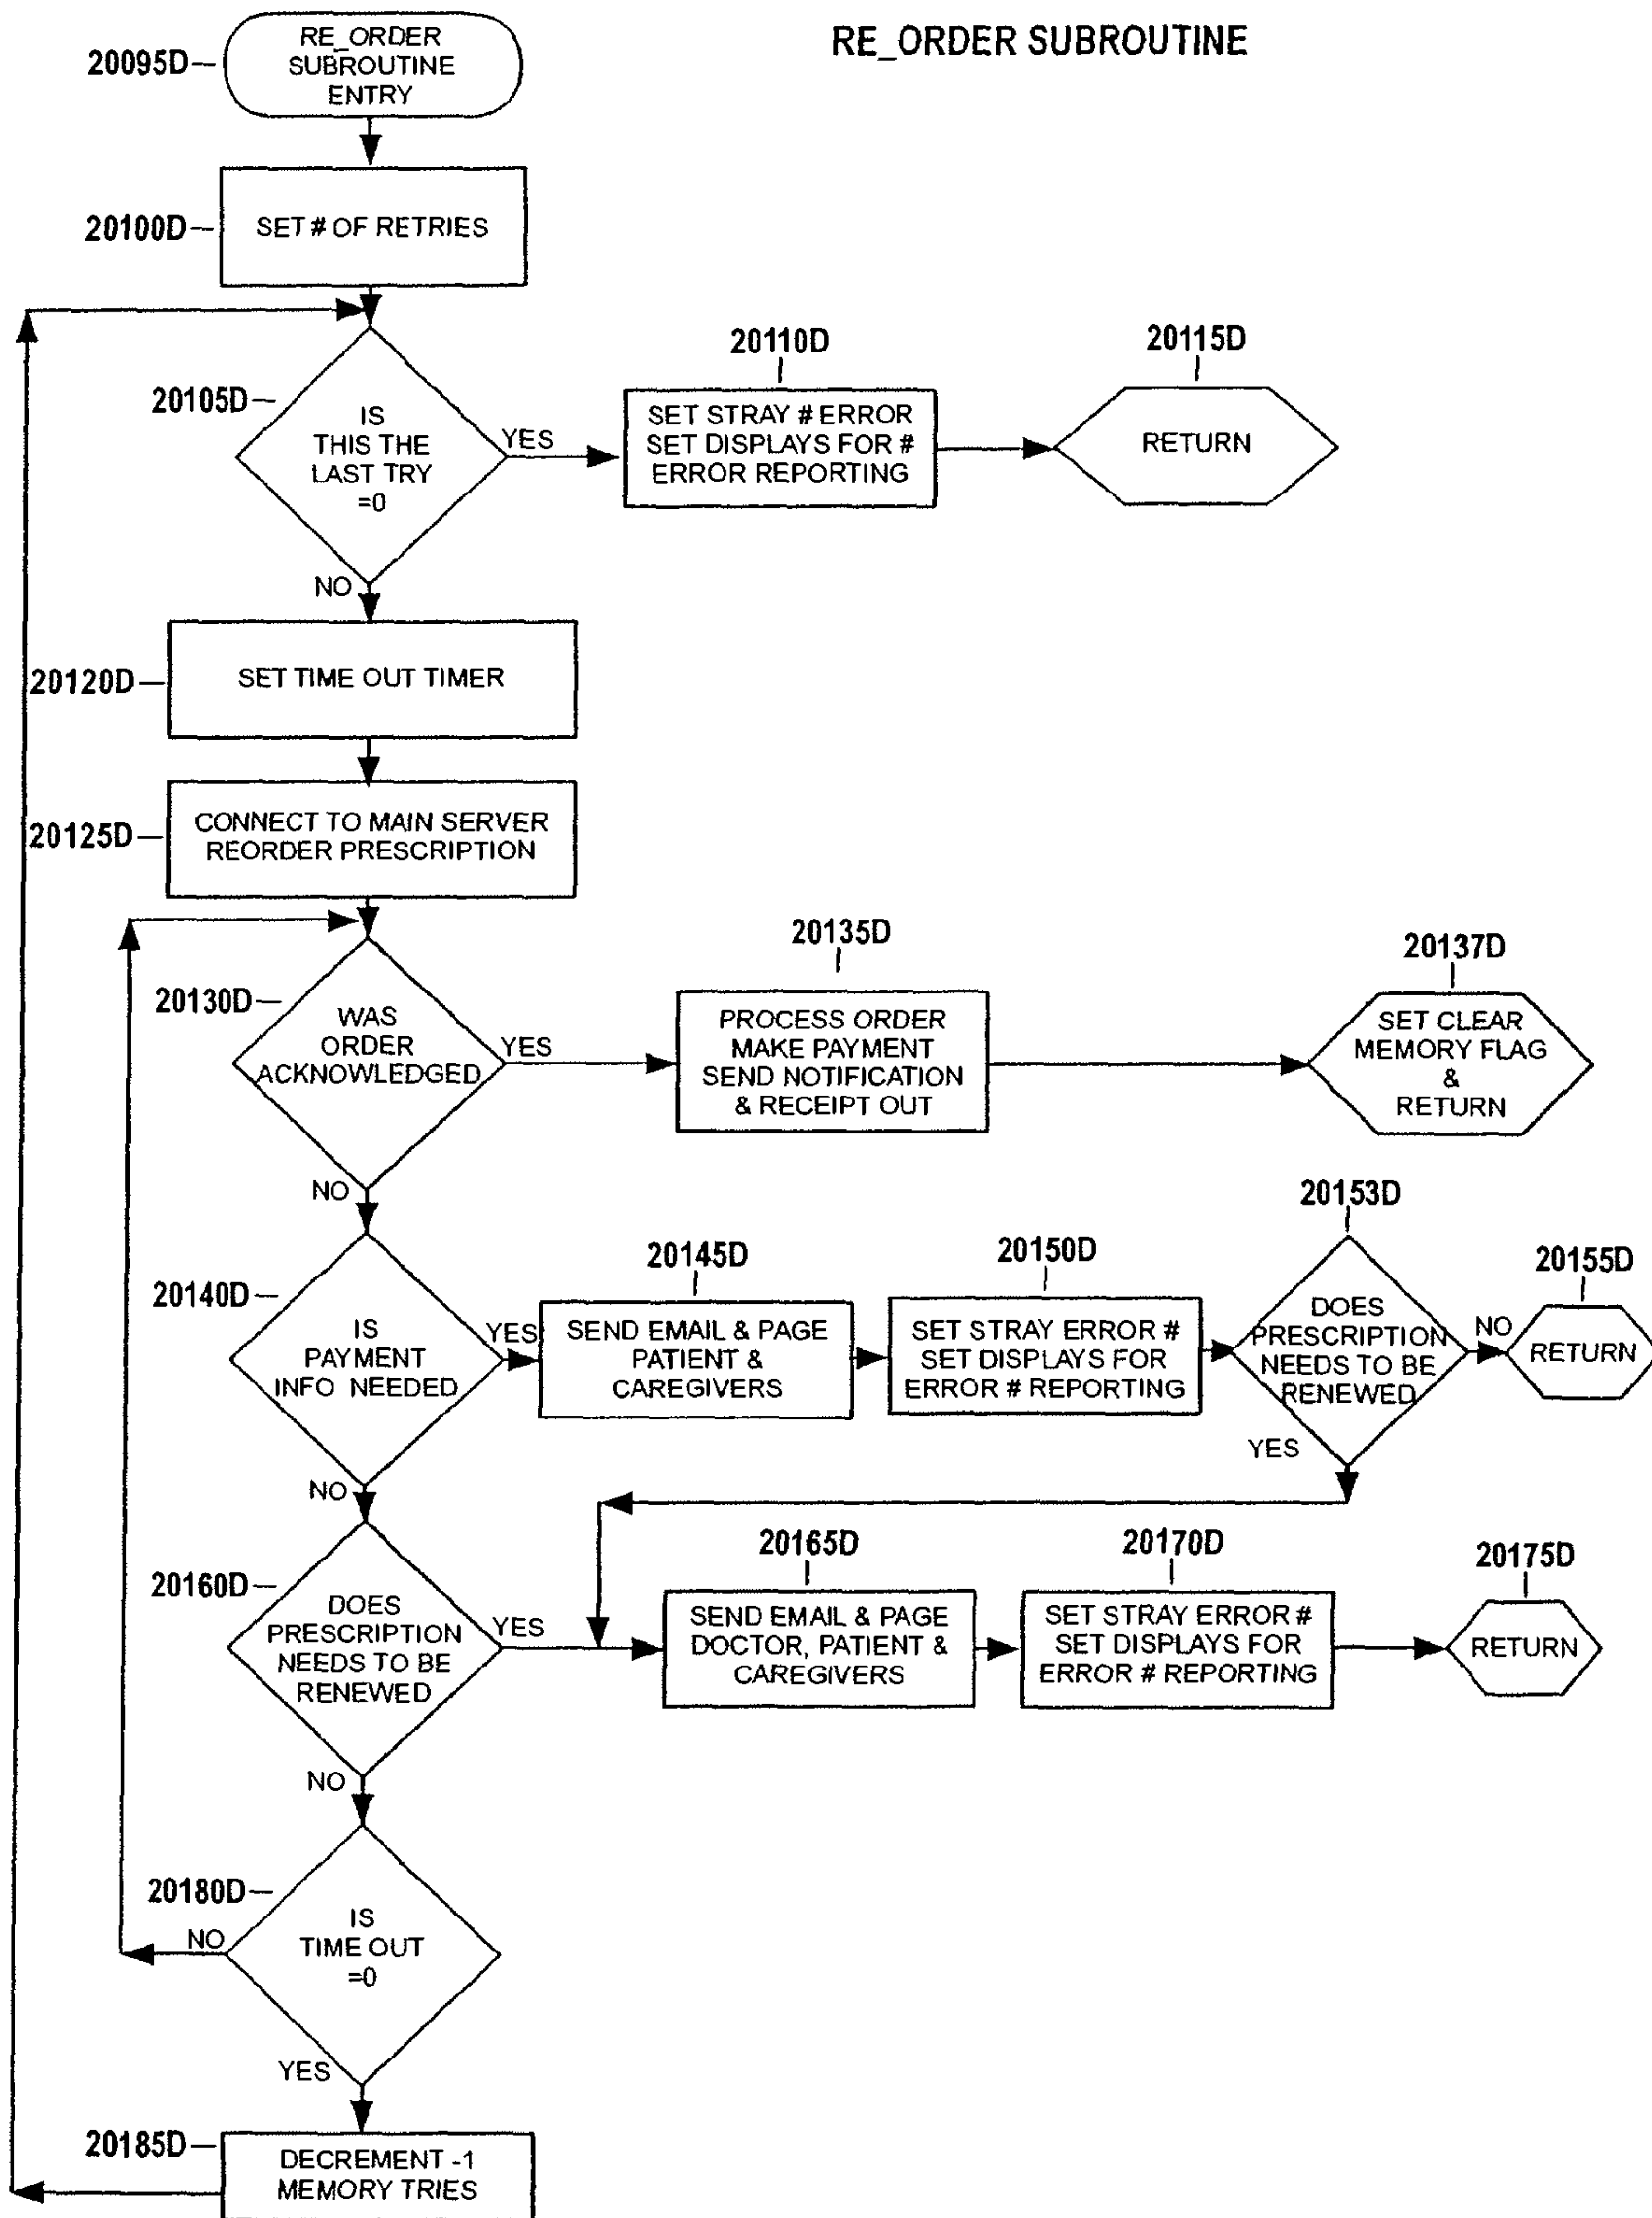 RE_ORDER SUBROUTINE
20095D
RE_ORDER
SUBROUTINE
ENTRY
20100D
SET # OF RETRIES
20105D
IS
THIS THE
LAST TRY
=0
YES
NO
20110D
SET STRAY # ERROR
SET DISPLAYS FOR #
ERROR REPORTING
20115D
RETURN
20120D
SET TIME OUT TIMER
20125D
CONNECT TO MAIN SERVER
REORDER PRESCRIPTION
20130D
WAS
ORDER
ACKNOWLEDGED
YES
NO
20135D
PROCESS ORDER
MAKE PAYMENT
SEND NOTIFICATION
& RECEIPT OUT
20137D
SET CLEAR
MEMORY FLAG
&
RETURN
20140D
IS
PAYMENT
INFO NEEDED
YES
NO
20145D
SEND EMAIL & PAGE
PATIENT &
CAREGIVERS
20150D
SET STRAY ERROR #
SET DISPLAYS FOR
ERROR # REPORTING
20153D
DOES
PRESCRIPTION
NEEDS TO BE
RENEWED
NO
YES
20155D
RETURN
20160D
DOES
PRESCRIPTION
NEEDS TO BE
RENEWED
YES
NO
20165D
SEND EMAIL & PAGE
DOCTOR, PATIENT &
CAREGIVERS
20170D
SET STRAY ERROR #
SET DISPLAYS FOR
ERROR # REPORTING
20175D
RETURN
20180D
IS
TIME OUT
=0
NO
YES
20185D
DECREMENT -1
MEMORY TRIES